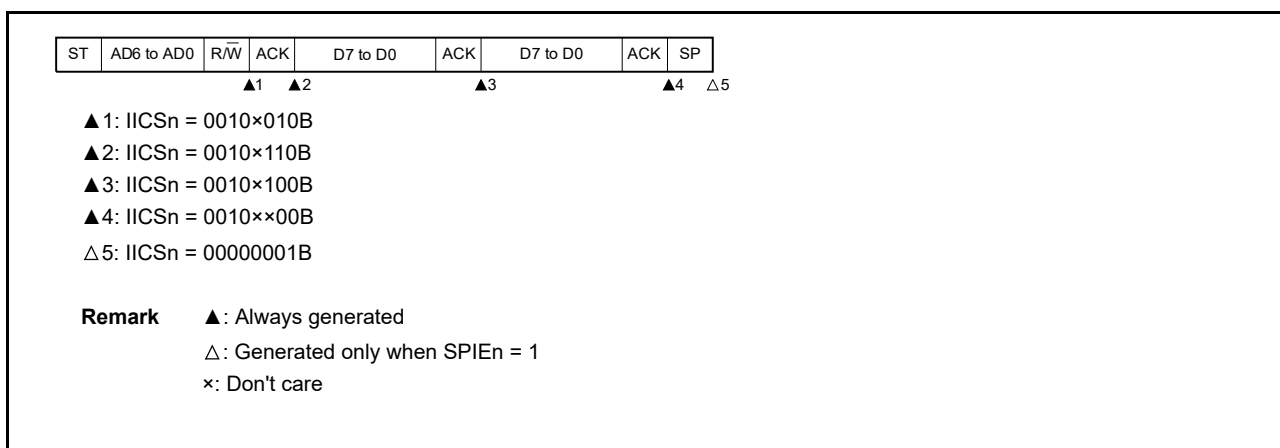 ST AD6 to AD0 R/W̅ ACK D7 to D0 ACK D7 to D0 ACK SP
▲1 ▲2 ▲3 ▲4 △5
▲1: IICSn = 0010×010B
▲2: IICSn = 0010×110B
▲3: IICSn = 0010×100B
▲4: IICSn = 0010××00B
△5: IICSn = 00000001B
Remark ▲: Always generated
△: Generated only when SPIEn = 1
×: Don't care